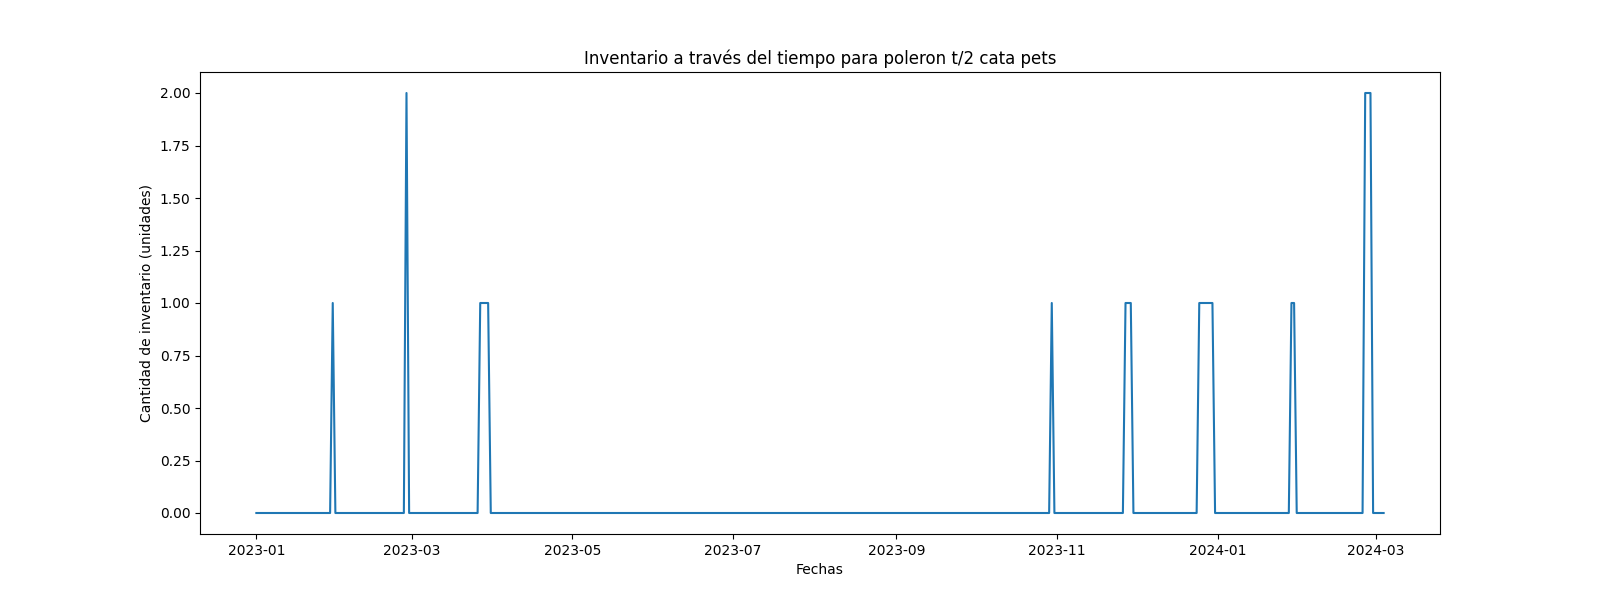 Inventario a través del tiempo para poleron t/2 cata pets
Cantidad de inventario (unidades)
2.00
1.75
1.50
1.25
1.00
0.75
0.50
0.25
0.00
2023-01 2023-03 2023-05 2023-07 2023-09 2023-11 2024-01 2024-03
Fechas